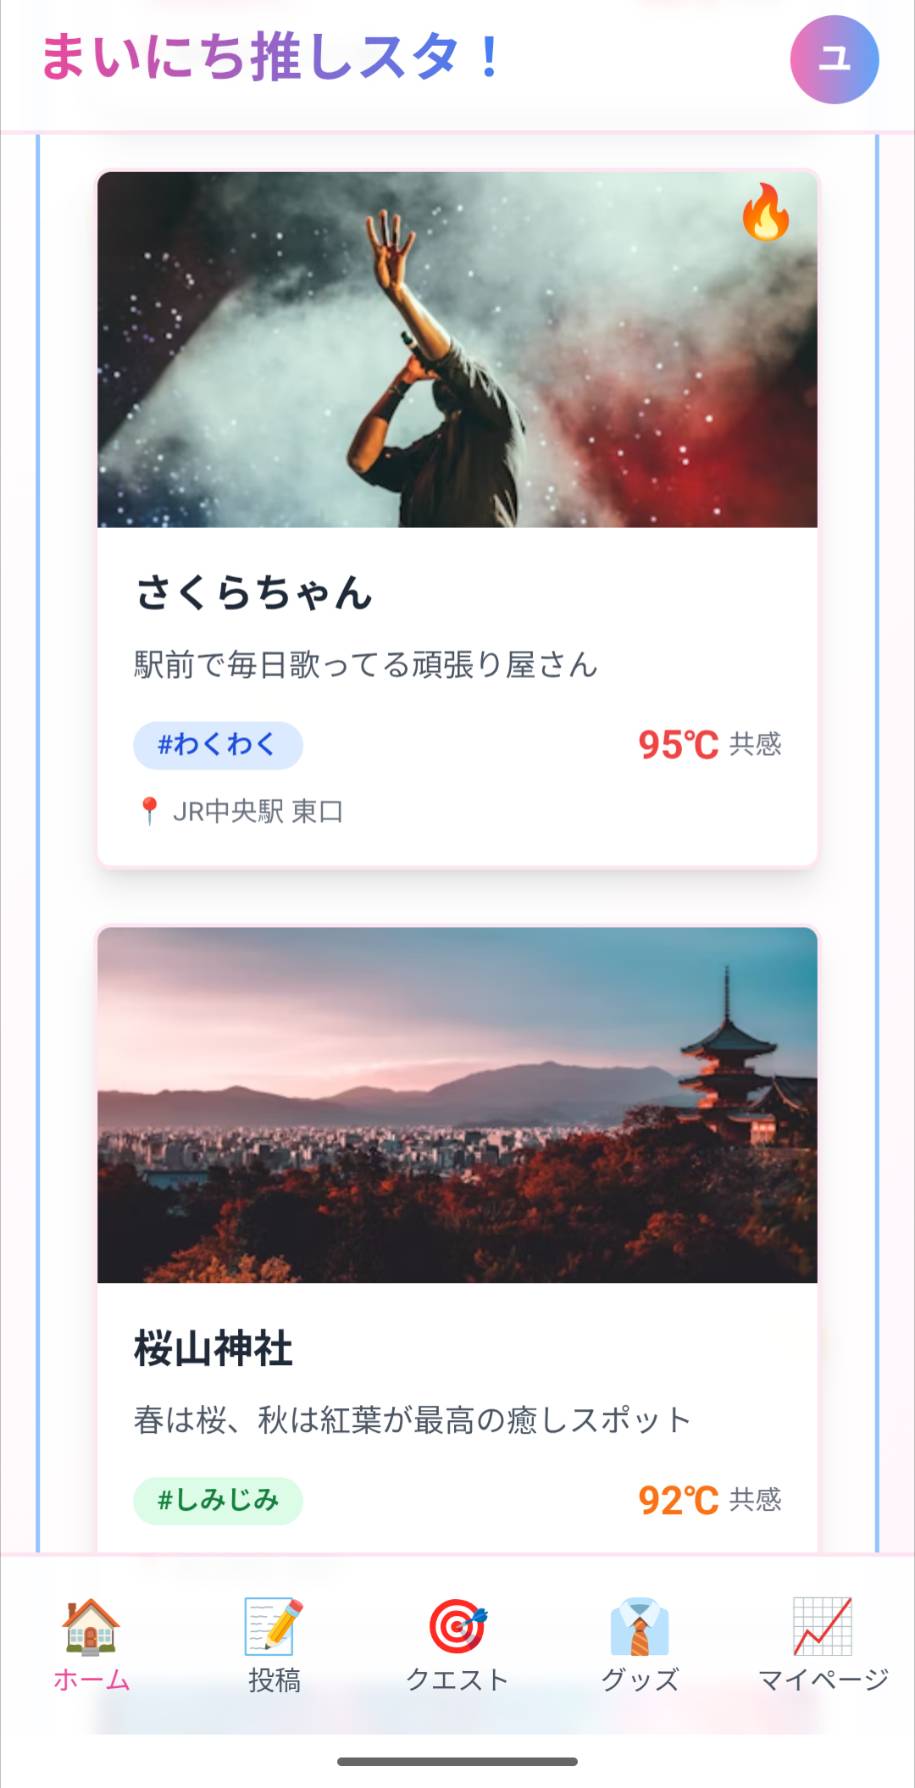 まいにち推しスタ！
ユ
さくらちゃん
駅前で毎日歌ってる頑張り屋さん
#わくわく
95℃ 共感
📍 JR中央駅 東口
桜山神社
春は桜、秋は紅葉が最高の癒しスポット
#しみじみ
92℃ 共感
ホーム
投稿
クエスト
グッズ
マイページ